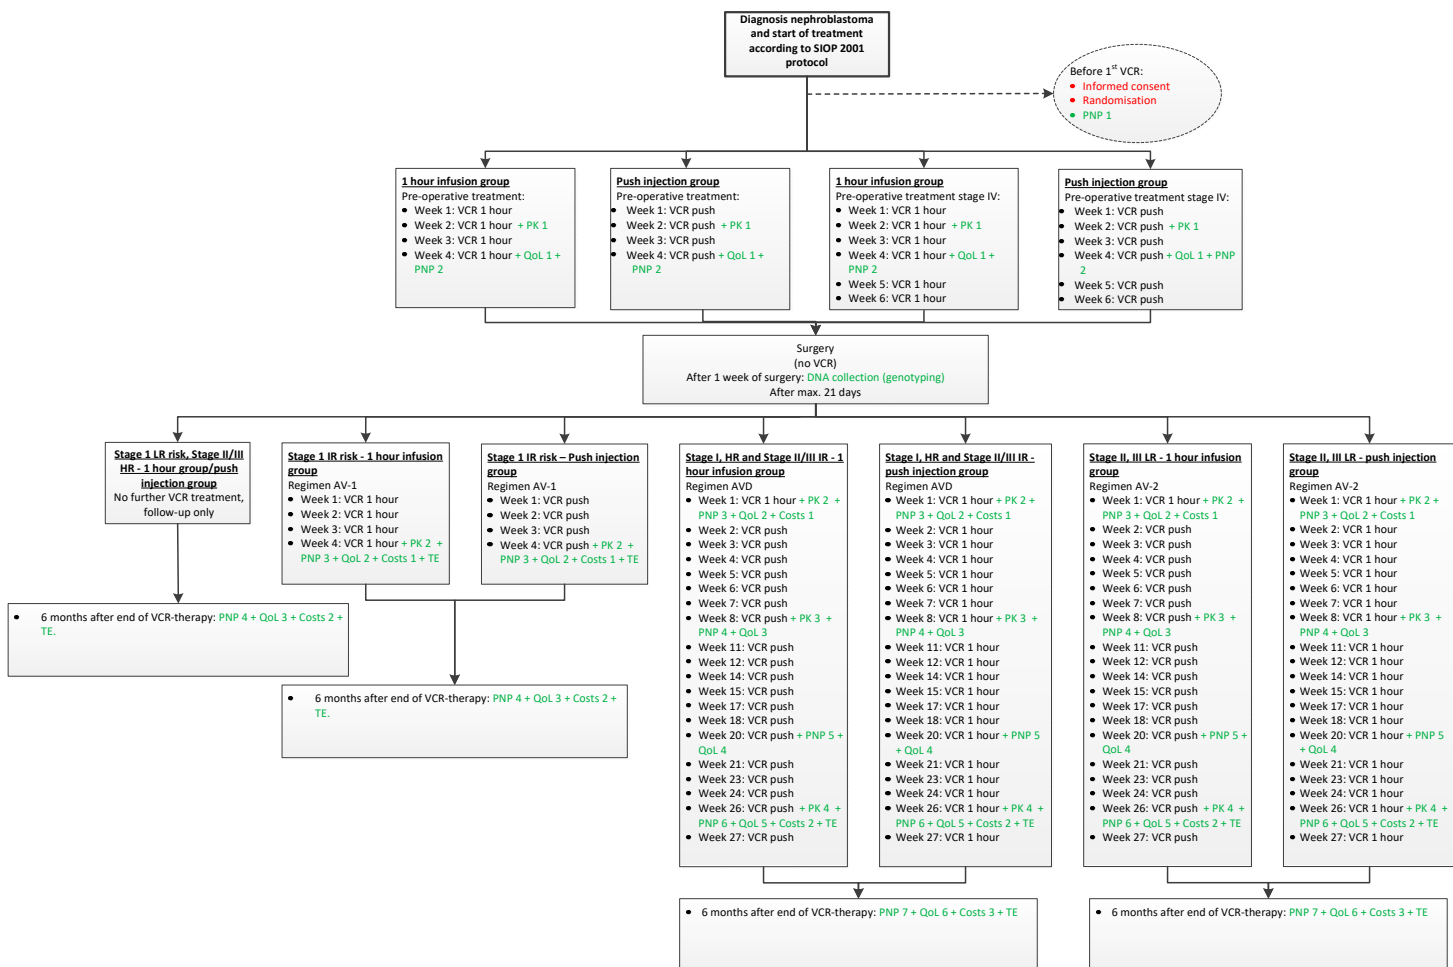 Diagnosis nephroblastoma
and start of treatment
according to SIOP 2001
protocol
Before 1st VCR:
• Informed consent
• Randomisation
• PNP 1
1 hour infusion group
Pre-operative treatment:
• Week 1: VCR 1 hour
• Week 2: VCR 1 hour + PK 1
• Week 3: VCR 1 hour
• Week 4: VCR 1 hour + QoL 1 +
PNP 2
Push injection group
Pre-operative treatment:
• Week 1: VCR push
• Week 2: VCR push + PK 1
• Week 3: VCR push
• Week 4: VCR push + QoL 1 +
PNP 2
1 hour infusion group
Pre-operative treatment stage IV:
• Week 1: VCR 1 hour
• Week 2: VCR 1 hour + PK 1
• Week 3: VCR 1 hour
• Week 4: VCR 1 hour + QoL 1 +
PNP 2
• Week 5: VCR 1 hour
• Week 6: VCR 1 hour
Push injection group
Pre-operative treatment stage IV:
• Week 1: VCR push
• Week 2: VCR push + PK 1
• Week 3: VCR push
• Week 4: VCR push + QoL 1 + PNP
2
• Week 5: VCR push
• Week 6: VCR push
Surgery
(no VCR)
After 1 week of surgery: DNA collection (genotyping)
After max. 21 days
Stage 1 LR risk, Stage II/III
HR - 1 hour group/push
injection group
No further VCR treatment,
follow-up only
Stage 1 IR risk - 1 hour infusion
group
Regimen AV-1
• Week 1: VCR 1 hour
• Week 2: VCR 1 hour
• Week 3: VCR 1 hour
• Week 4: VCR 1 hour + PK 2 +
PNP 3 + QoL 2 + Costs 1 + TE
Stage 1 IR risk – Push injection
group
Regimen AV-1
• Week 1: VCR push
• Week 2: VCR push
• Week 3: VCR push
• Week 4: VCR push + PK 2 +
PNP 3 + QoL 2 + Costs 1 + TE
Stage I, HR and Stage II/III IR - 1
hour infusion group
Regimen AVD
• Week 1: VCR 1 hour + PK 2 +
PNP 3 + QoL 2 + Costs 1
• Week 2: VCR push
• Week 3: VCR push
• Week 4: VCR push
• Week 5: VCR push
• Week 6: VCR push
• Week 7: VCR push
• Week 8: VCR push + PK 3 +
PNP 4 + QoL 3
• Week 11: VCR push
• Week 12: VCR push
• Week 14: VCR push
• Week 15: VCR push
• Week 17: VCR push
• Week 18: VCR push
• Week 20: VCR push + PNP 5 +
QoL 4
• Week 21: VCR push
• Week 23: VCR push
• Week 24: VCR push
• Week 26: VCR push + PK 4 +
PNP 6 + QoL 5 + Costs 2 + TE
• Week 27: VCR push
Stage I, HR and Stage II/III IR -
push injection group
Regimen AVD
• Week 1: VCR 1 hour + PK 2 +
PNP 3 + QoL 2 + Costs 1
• Week 2: VCR 1 hour
• Week 3: VCR 1 hour
• Week 4: VCR 1 hour
• Week 5: VCR 1 hour
• Week 6: VCR 1 hour
• Week 7: VCR 1 hour
• Week 8: VCR 1 hour + PK 3 +
PNP 4 + QoL 3
• Week 11: VCR 1 hour
• Week 12: VCR 1 hour
• Week 14: VCR 1 hour
• Week 15: VCR 1 hour
• Week 17: VCR 1 hour
• Week 18: VCR 1 hour
• Week 20: VCR 1 hour + PNP 5
+ QoL 4
• Week 21: VCR 1 hour
• Week 23: VCR 1 hour
• Week 24: VCR 1 hour
• Week 26: VCR 1 hour + PK 4 +
PNP 6 + QoL 5 + Costs 2 + TE
• Week 27: VCR 1 hour
Stage II, III LR - 1 hour infusion
group
Regimen AV-2
• Week 1: VCR 1 hour + PK 2 +
PNP 3 + QoL 2 + Costs 1
• Week 2: VCR push
• Week 3: VCR push
• Week 4: VCR push
• Week 5: VCR push
• Week 6: VCR push
• Week 7: VCR push
• Week 8: VCR push + PK 3 +
PNP 4 + QoL 3
• Week 11: VCR push
• Week 12: VCR push
• Week 14: VCR push
• Week 15: VCR push
• Week 17: VCR push
• Week 18: VCR push
• Week 20: VCR push + PNP 5 +
QoL 4
• Week 21: VCR push
• Week 23: VCR push
• Week 24: VCR push
• Week 26: VCR push + PK 4 +
PNP 6 + QoL 5 + Costs 2 + TE
• Week 27: VCR push
Stage II, III LR - push injection
group
Regimen AV-2
• Week 1: VCR 1 hour + PK 2 +
PNP 3 + QoL 2 + Costs 1
• Week 2: VCR 1 hour
• Week 3: VCR 1 hour
• Week 4: VCR 1 hour
• Week 5: VCR 1 hour
• Week 6: VCR 1 hour
• Week 7: VCR 1 hour
• Week 8: VCR 1 hour + PK 3 +
PNP 4 + QoL 3
• Week 11: VCR 1 hour
• Week 12: VCR 1 hour
• Week 14: VCR 1 hour
• Week 15: VCR 1 hour
• Week 17: VCR 1 hour
• Week 18: VCR 1 hour
• Week 20: VCR 1 hour + PNP 5
+ QoL 4
• Week 21: VCR 1 hour
• Week 23: VCR 1 hour
• Week 24: VCR 1 hour
• Week 26: VCR 1 hour + PK 4 +
PNP 6 + QoL 5 + Costs 2 + TE
• Week 27: VCR 1 hour
• 6 months after end of VCR-therapy: PNP 4 + QoL 3 + Costs 2 +
TE.
• 6 months after end of VCR-therapy: PNP 4 + QoL 3 + Costs 2 +
TE.
• 6 months after end of VCR-therapy: PNP 7 + QoL 6 + Costs 3 + TE
• 6 months after end of VCR-therapy: PNP 7 + QoL 6 + Costs 3 + TE